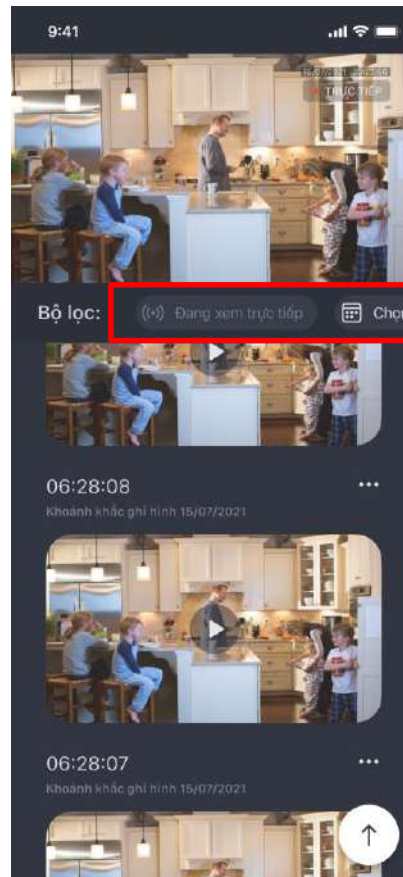 9:41
TRỰC TIẾP
Bộ lọc:
Đang xem trực tiếp
Chọn
06:28:08
Khoảnh khắc ghi hình 15/07/2021
06:28:07
Khoảnh khắc ghi hình 15/07/2021